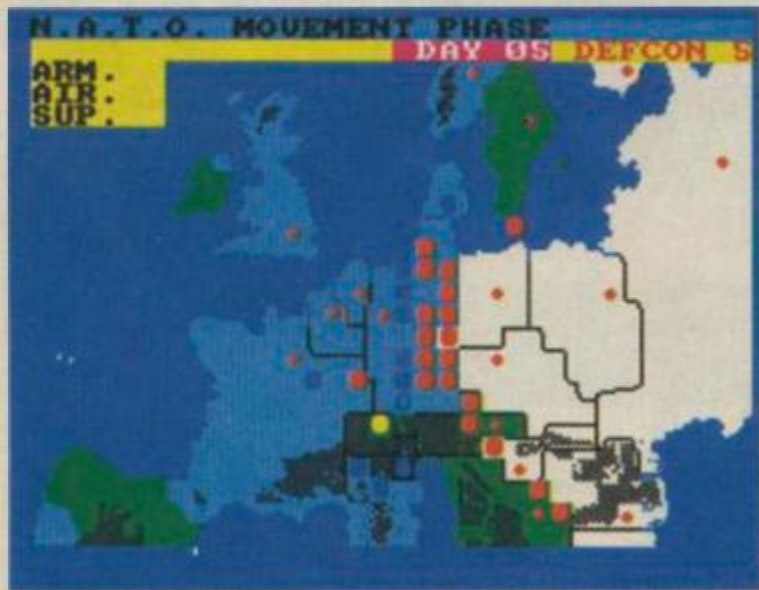 N.A.T.O. MOVEMENT PHASE
DAY 05 DEFCON 5
ARM.
AIR.
SUP.